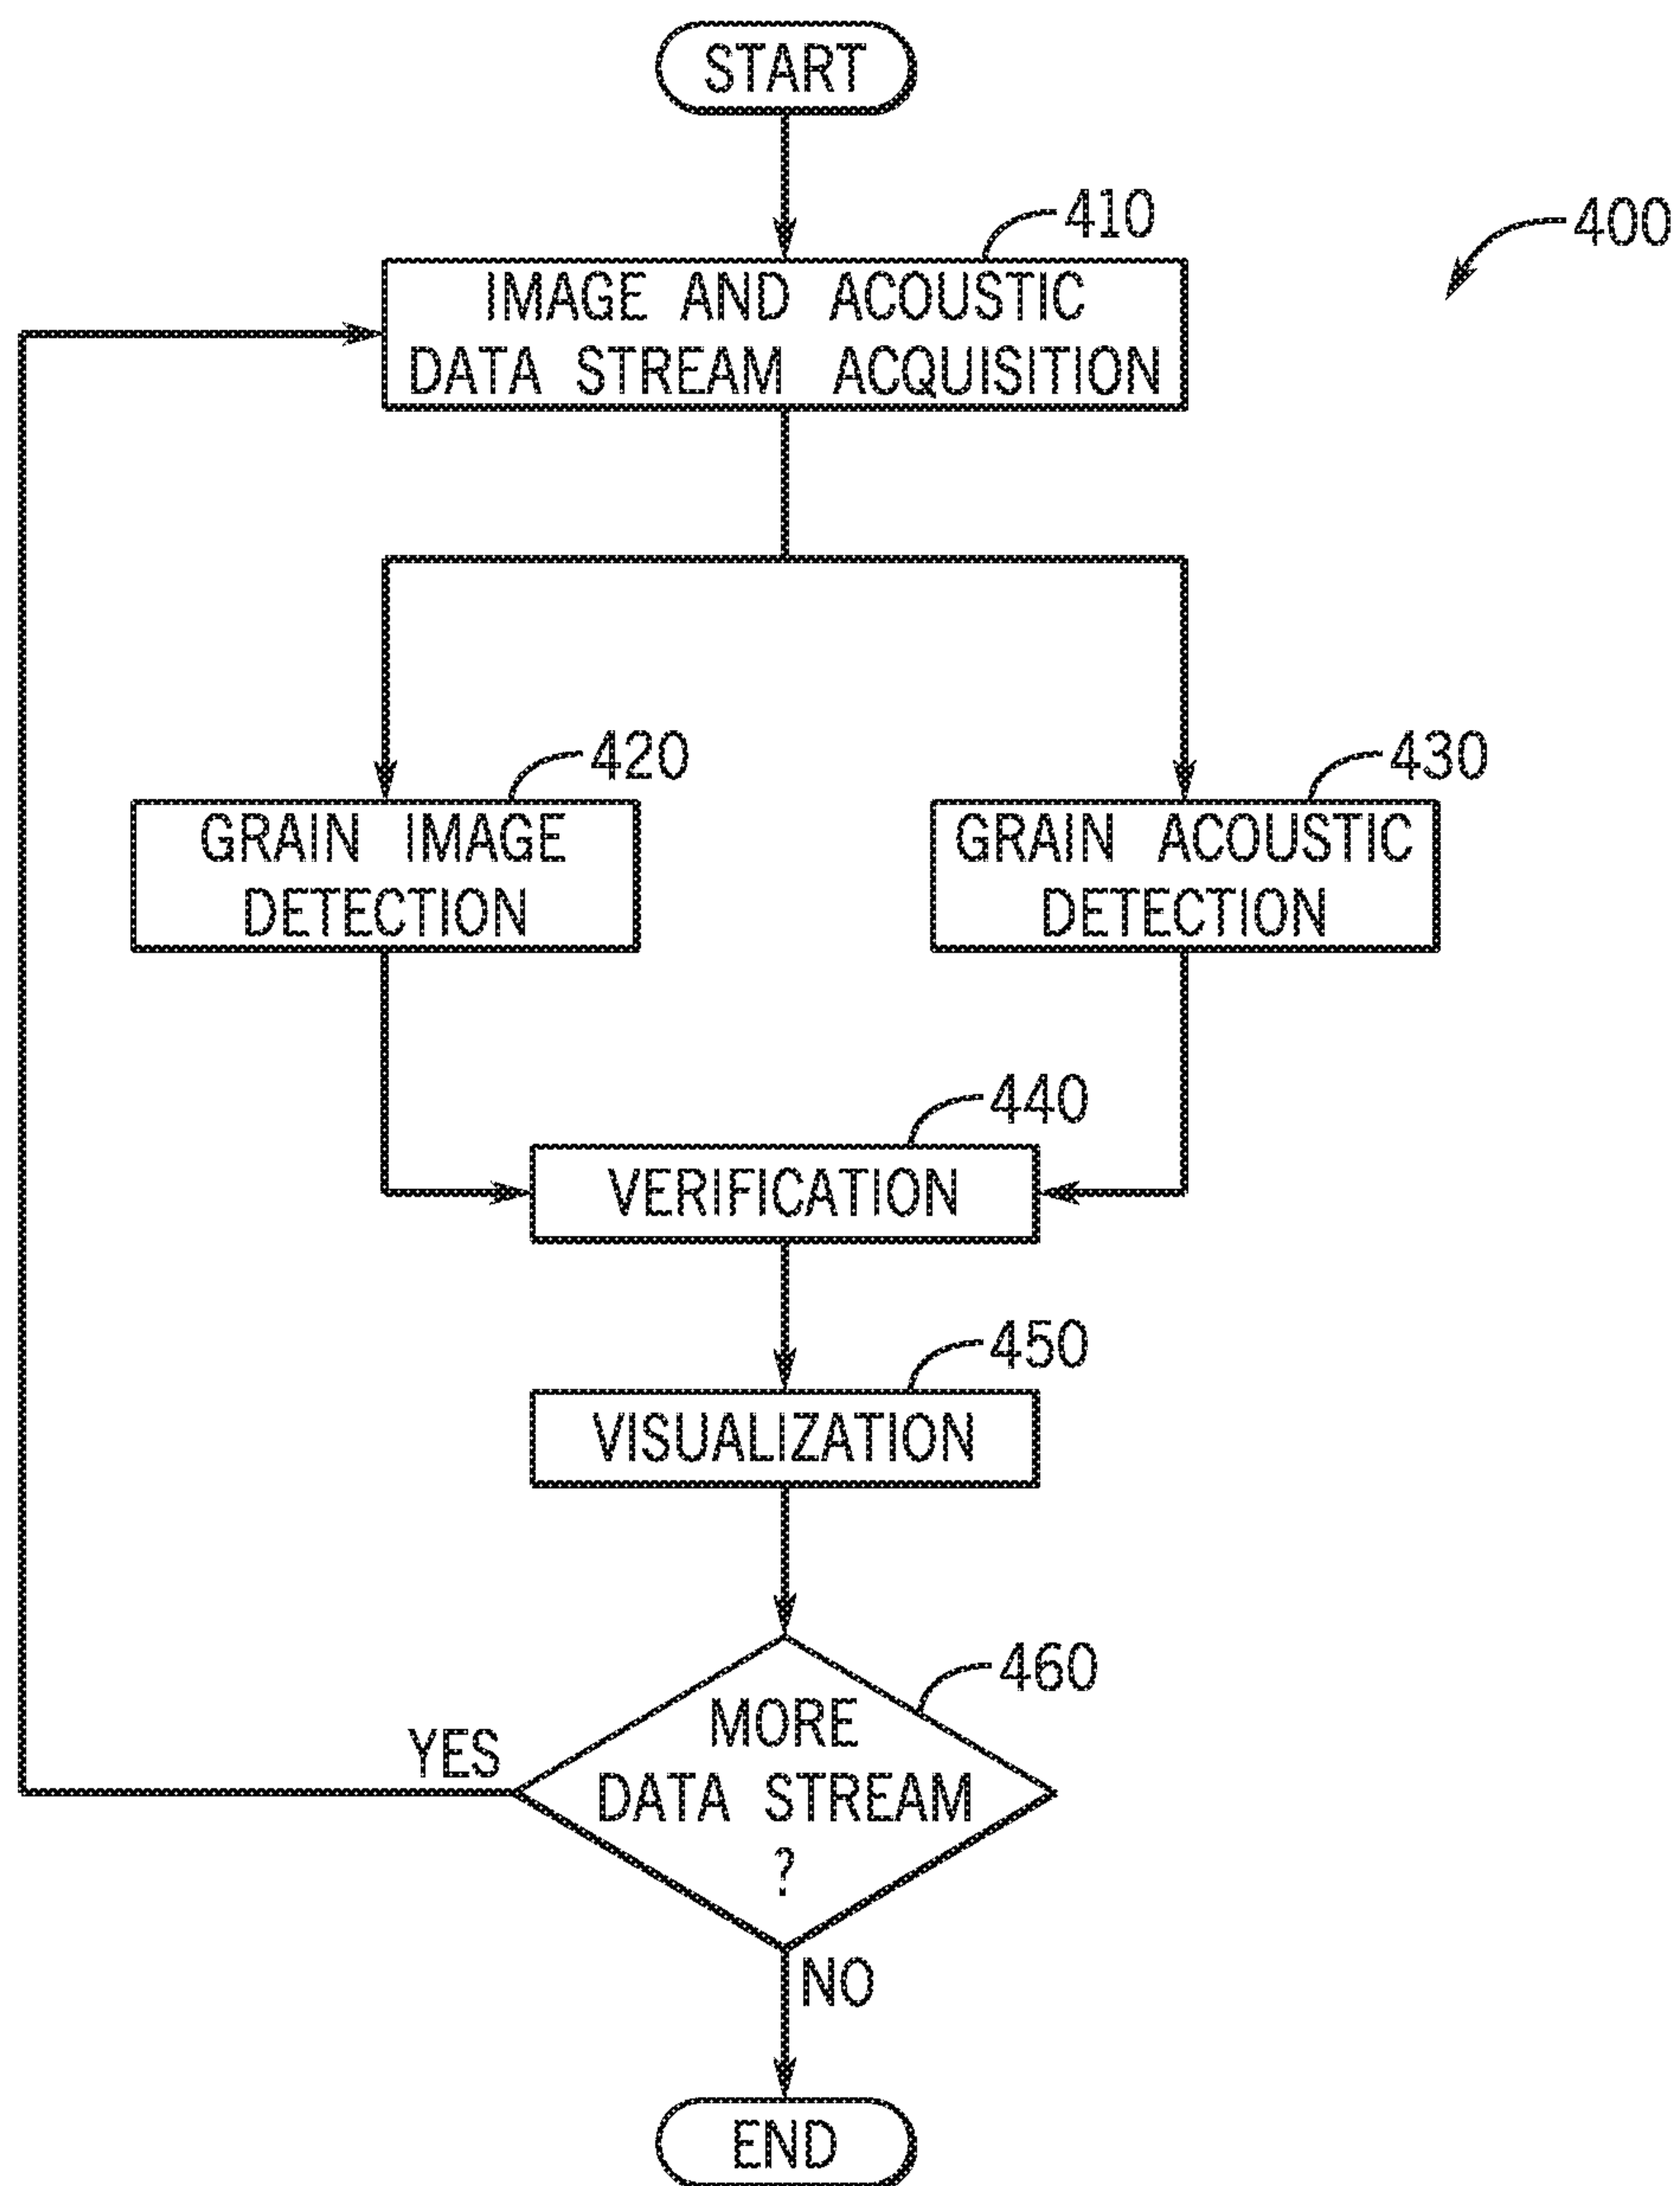 START
410
400
IMAGE AND ACOUSTIC
DATA STREAM ACQUISITION
420
430
GRAIN IMAGE
DETECTION
GRAIN ACOUSTIC
DETECTION
440
VERIFICATION
450
VISUALIZATION
460
MORE
DATA STREAM
?
YES
NO
END